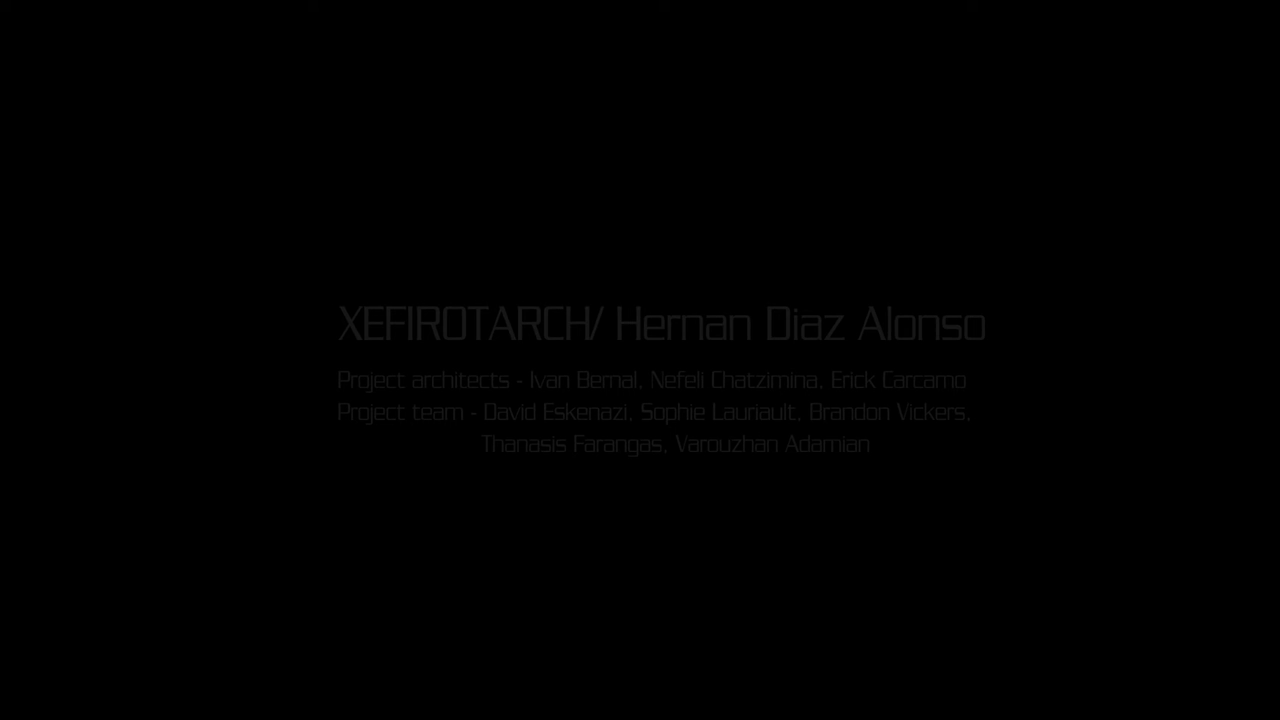 XEFIROTARCH/ Hernan Diaz Alonso
Project architects - Ivan Bernal, Nefeli Chatzimina, Erick Carcamo
Project team - David Eskenazi, Sophie Lauriault, Brandon Vickers,
Thanasis Farangas, Varouzhan Adamian